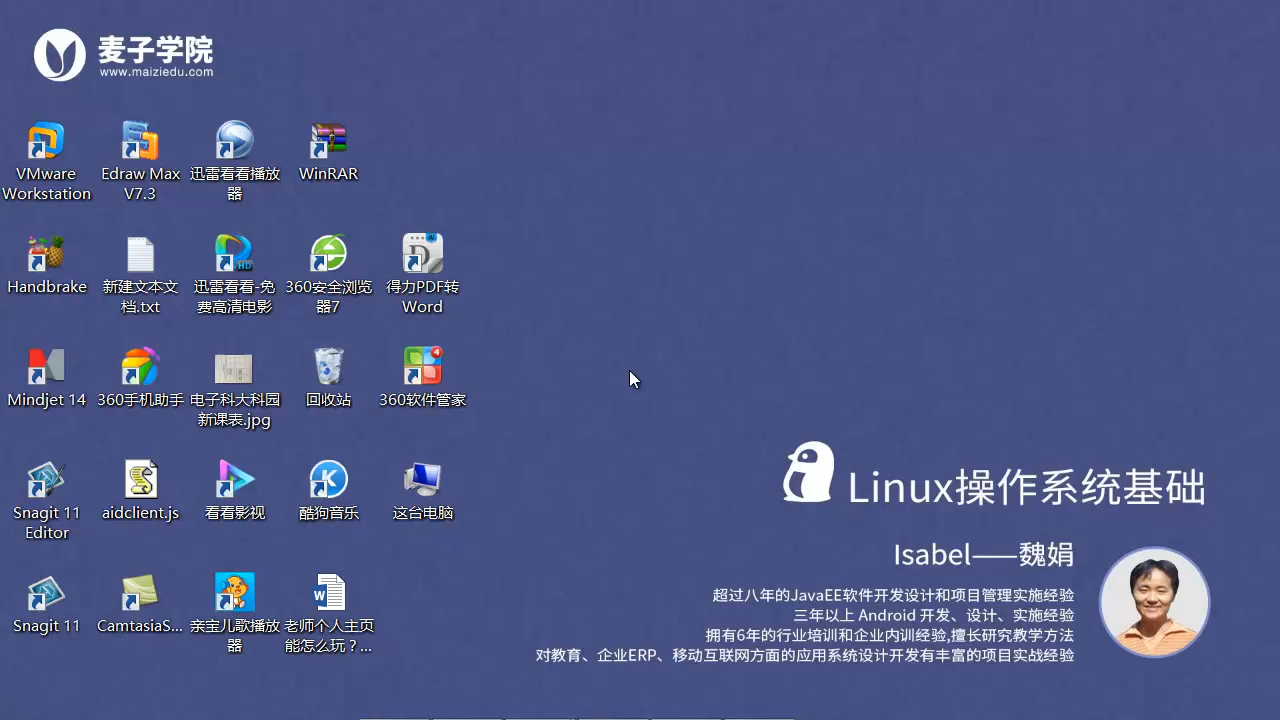 麦子学院
www.maiziedu.com
VMware
Workstation
Edraw Max
V7.3
迅雷看看播放
器
WinRAR
Handbrake
新建文本文
档.txt
迅雷看看-免
费高清电影
HD
360安全浏览
器7
得力PDF转
Word
Mindjet 14
360手机助手
电子科大科园
新课表.jpg
回收站
4
360软件管家
Snagit 11
Editor
aidclient.js
看看影视
酷狗音乐
这台电脑
Snagit 11
CamtasiaS...
亲宝儿歌播放
器
老师个人主页
能怎么玩？...
Linux操作系统基础
Isabel——魏娟
超过八年的JavaEE软件开发设计和项目管理实施经验
三年以上 Android 开发、设计、实施经验
拥有6年的行业培训和企业内训经验,擅长研究教学方法
对教育、企业ERP、移动互联网方面的应用系统设计开发有丰富的项目实战经验